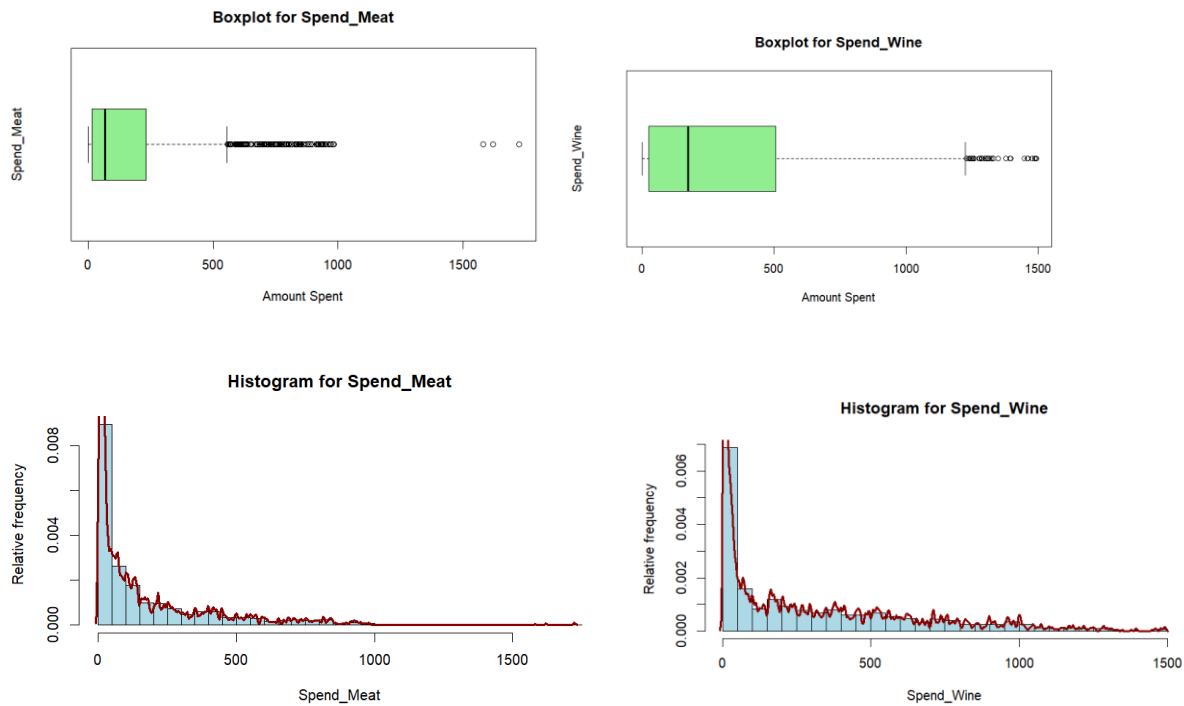 Boxplot for Spend_Meat
Spend_Meat
0 500 1000 1500
Amount Spent
Boxplot for Spend_Wine
Spend_Wine
0 500 1000 1500
Amount Spent
Histogram for Spend_Meat
Relative frequency
0.008
0.004
0.000
0 500 1000 1500
Spend_Meat
Histogram for Spend_Wine
Relative frequency
0.006
0.004
0.002
0.000
0 500 1000 1500
Spend_Wine